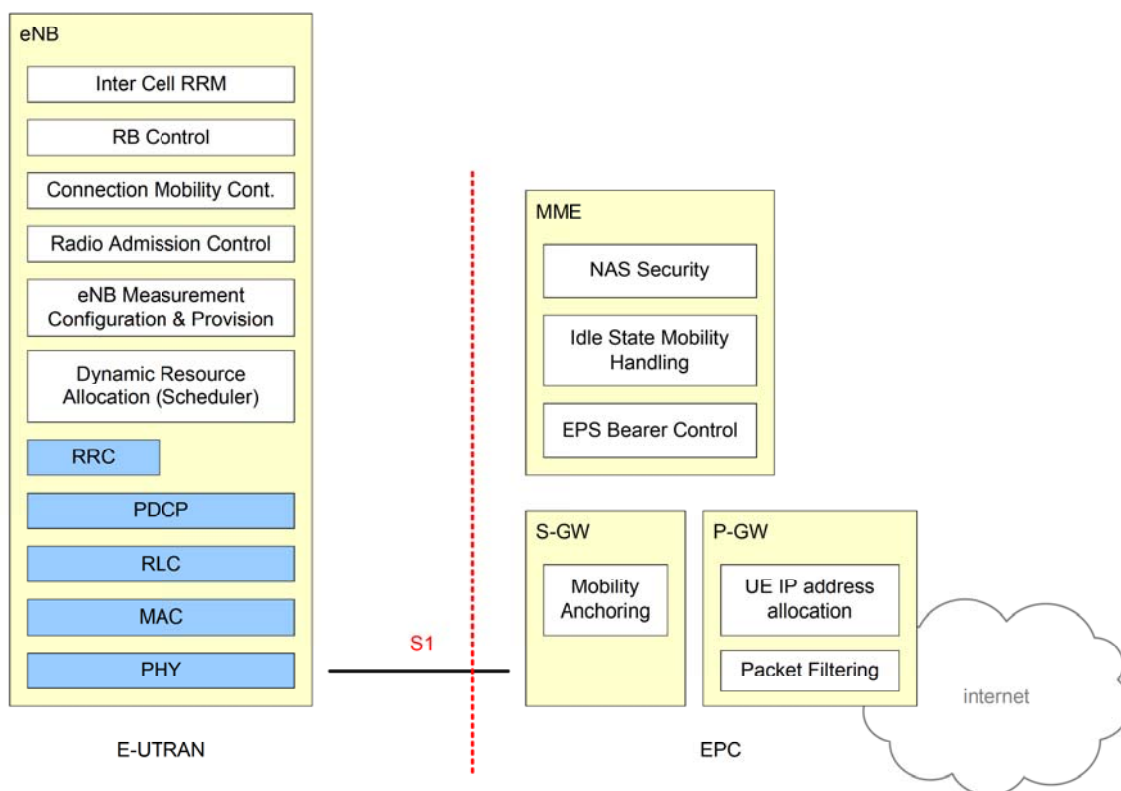 eNB
Inter Cell RRM
RB Control
Connection Mobility Cont.
Radio Admission Control
eNB Measurement
Configuration & Provision
Dynamic Resource
Allocation (Scheduler)
RRC
PDCP
RLC
MAC
PHY
S1
MME
NAS Security
Idle State Mobility
Handling
EPS Bearer Control
S-GW
Mobility
Anchoring
P-GW
UE IP address
allocation
Packet Filtering
internet
E-UTRAN
EPC